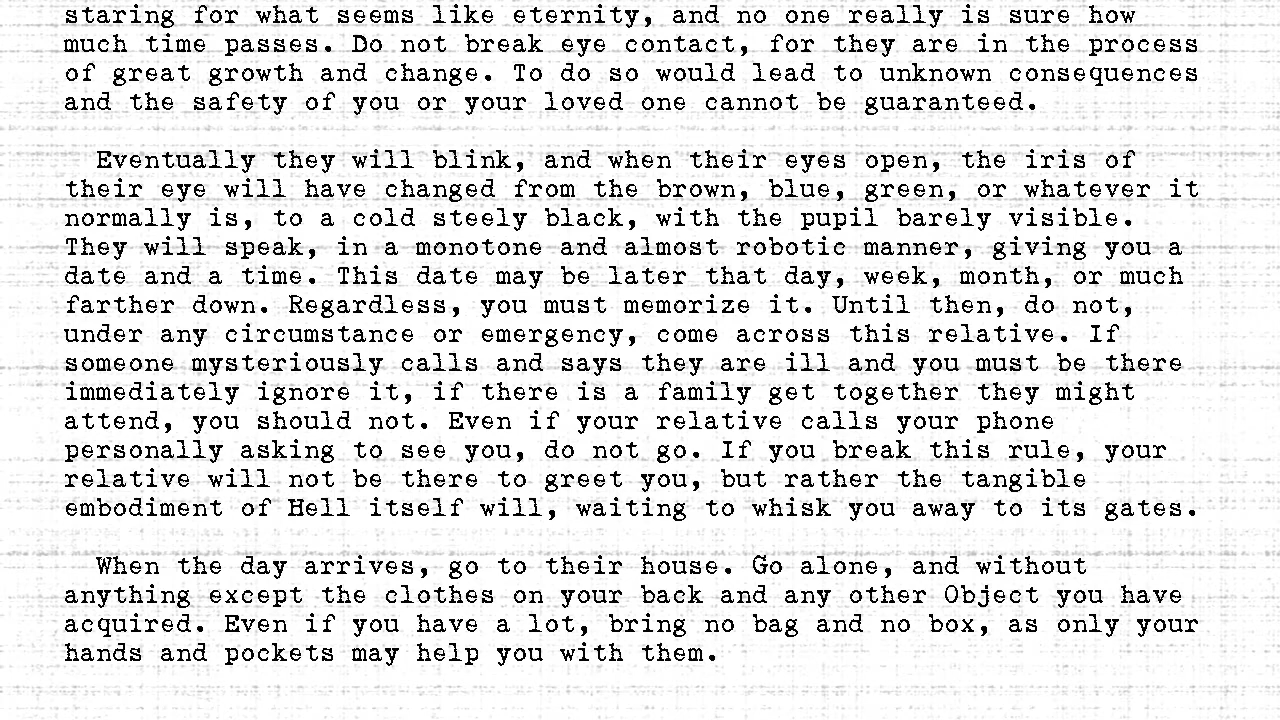 staring for what seems like eternity, and no one really is sure how
much time passes. Do not break eye contact, for they are in the process
of great growth and change. To do so would lead to unknown consequences
and the safety of you or your loved one cannot be guaranteed.
Eventually they will blink, and when their eyes open, the iris of
their eye will have changed from the brown, blue, green, or whatever it
normally is, to a cold steely black, with the pupil barely visible.
They will speak, in a monotone and almost robotic manner, giving you a
date and a time. This date may be later that day, week, month, or much
farther down. Regardless, you must memorize it. Until then, do not,
under any circumstance or emergency, come across this relative. If
someone mysteriously calls and says they are ill and you must be there
immediately ignore it, if there is a family get together they might
attend, you should not. Even if your relative calls your phone
personally asking to see you, do not go. If you break this rule, your
relative will not be there to greet you, but rather the tangible
embodiment of Hell itself will, waiting to whisk you away to its gates.
When the day arrives, go to their house. Go alone, and without
anything except the clothes on your back and any other Object you have
acquired. Even if you have a lot, bring no bag and no box, as only your
hands and pockets may help you with them.